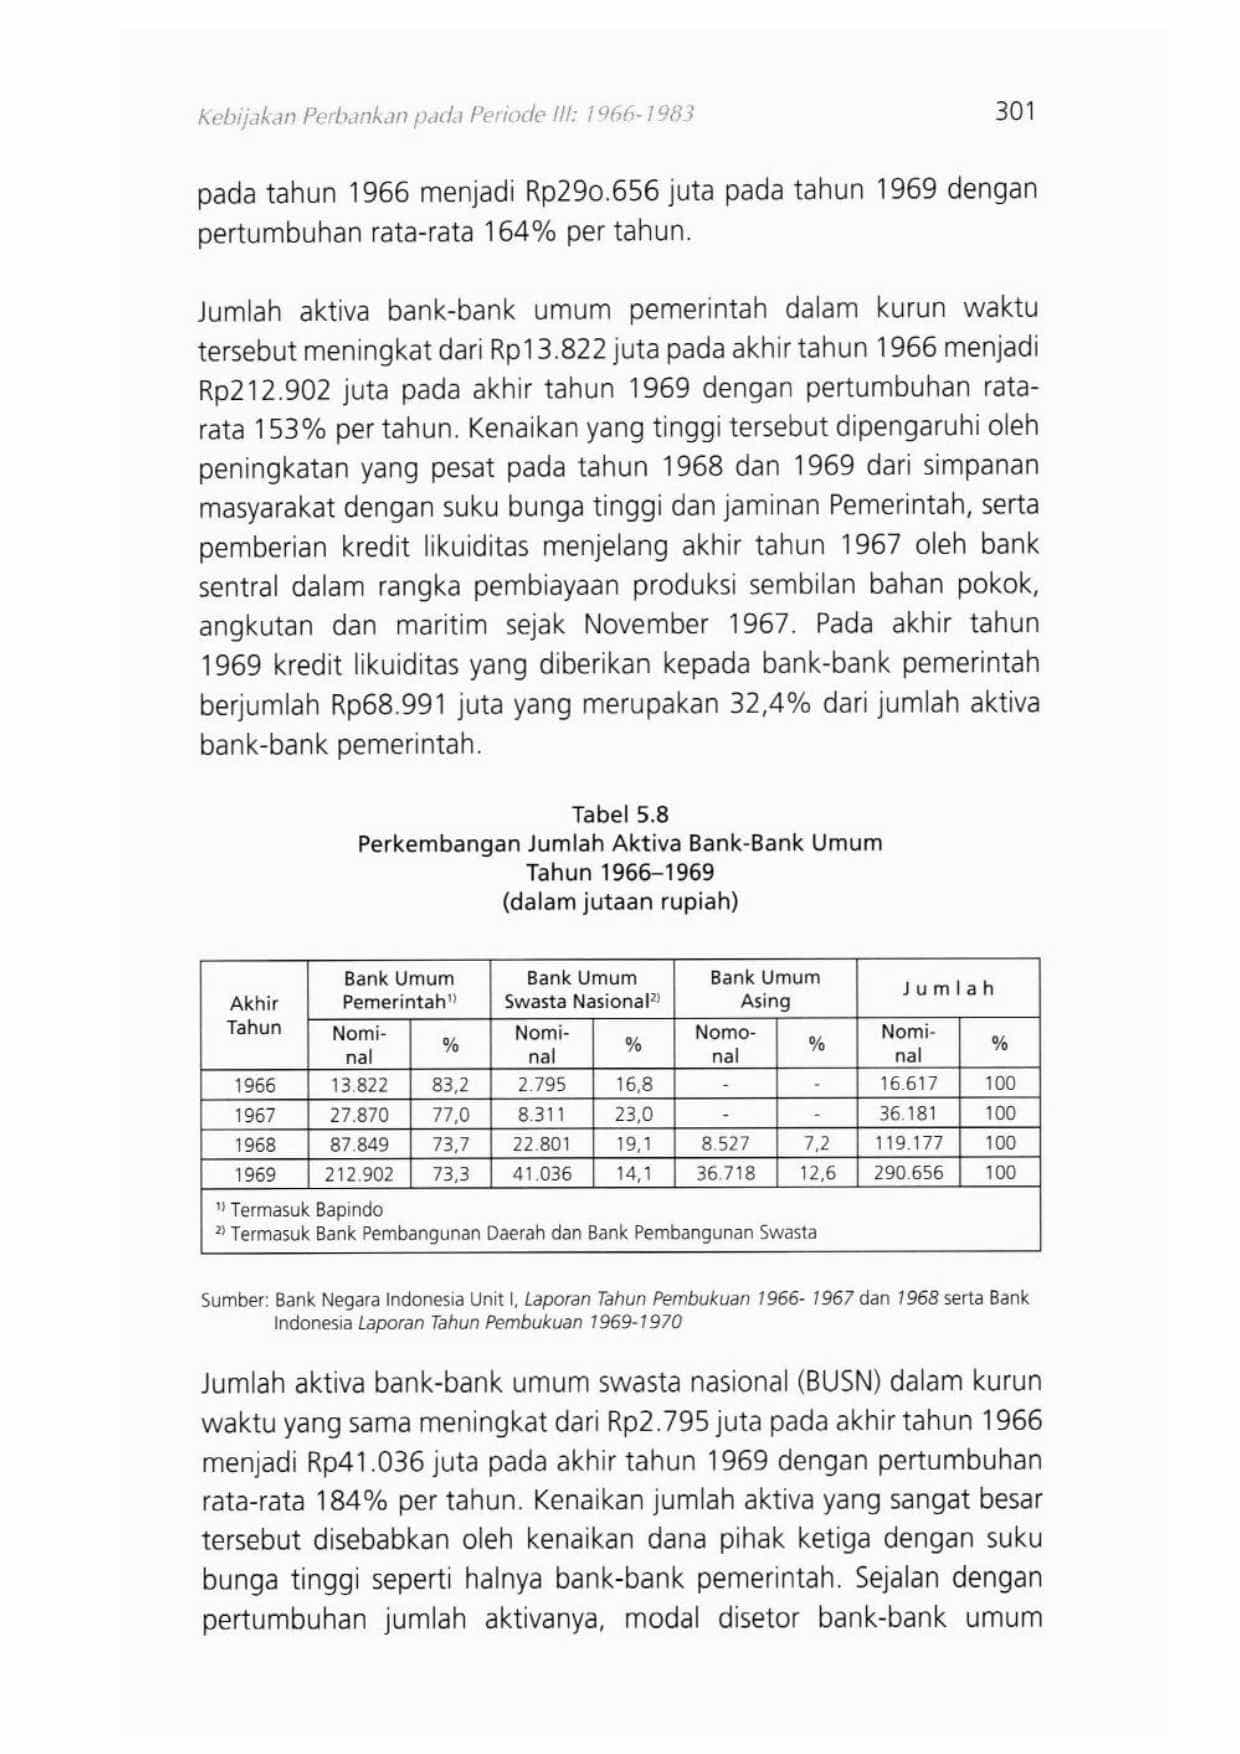 Kebijakan Perbankan pada Periode III: 1966-1983 301
pada tahun 1966 menjadi Rp29o.656 juta pada tahun 1969 dengan
pertumbuhan rata-rata 164% per tahun.
Jumlah aktiva bank-bank umum pemerintah dalam kurun waktu
tersebut meningkat dari Rp13.822 juta pada akhir tahun 1966 menjadi
Rp212.902 juta pada akhir tahun 1969 dengan pertumbuhan rata-
rata 153% per tahun. Kenaikan yang tinggi tersebut dipengaruhi oleh
peningkatan yang pesat pada tahun 1968 dan 1969 dari simpanan
masyarakat dengan suku bunga tinggi dan jaminan Pemerintah, serta
pemberian kredit likuiditas menjelang akhir tahun 1967 oleh bank
sentral dalam rangka pembiayaan produksi sembilan bahan pokok,
angkutan dan maritim sejak November 1967. Pada akhir tahun
1969 kredit likuiditas yang diberikan kepada bank-bank pemerintah
berjumlah Rp68.991 juta yang merupakan 32,4% dari jumlah aktiva
bank-bank pemerintah.
Tabel 5.8
Perkembangan Jumlah Aktiva Bank-Bank Umum
Tahun 1966–1969
(dalam jutaan rupiah)
Akhir Tahun | Bank Umum Pemerintah¹⁾ | Bank Umum Swasta Nasional²⁾ | Bank Umum Asing | Jumlah
Nomi-nal | % | Nomi-nal | % | Nomo-nal | % | Nomi-nal | %
1966 | 13.822 | 83,2 | 2.795 | 16,8 | - | - | 16.617 | 100
1967 | 27.870 | 77,0 | 8.311 | 23,0 | - | - | 36.181 | 100
1968 | 87.849 | 73,7 | 22.801 | 19,1 | 8.527 | 7,2 | 119.177 | 100
1969 | 212.902 | 73,3 | 41.036 | 14,1 | 36.718 | 12,6 | 290.656 | 100
¹⁾ Termasuk Bapindo
²⁾ Termasuk Bank Pembangunan Daerah dan Bank Pembangunan Swasta
Sumber: Bank Negara Indonesia Unit I, Laporan Tahun Pembukuan 1966- 1967 dan 1968 serta Bank
Indonesia Laporan Tahun Pembukuan 1969-1970
Jumlah aktiva bank-bank umum swasta nasional (BUSN) dalam kurun
waktu yang sama meningkat dari Rp2.795 juta pada akhir tahun 1966
menjadi Rp41.036 juta pada akhir tahun 1969 dengan pertumbuhan
rata-rata 184% per tahun. Kenaikan jumlah aktiva yang sangat besar
tersebut disebabkan oleh kenaikan dana pihak ketiga dengan suku
bunga tinggi seperti halnya bank-bank pemerintah. Sejalan dengan
pertumbuhan jumlah aktivanya, modal disetor bank-bank umum